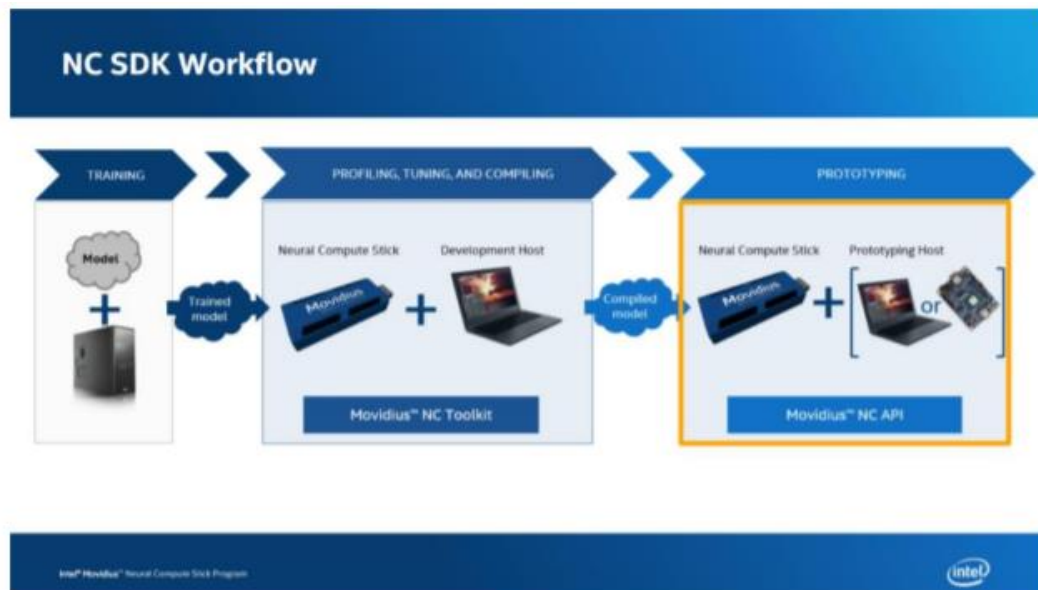 NC SDK Workflow
TRAINING
PROFILING, TUNING, AND COMPILING
PROTOTYPING
Model
Trained
model
Neural Compute Stick
Development Host
Movidius
Movidius™ NC Toolkit
Compiled
model
Neural Compute Stick
Prototyping Host
Movidius
or
Movidius™ NC API
Intel® Movidius™ Neural Compute Stick Program
intel